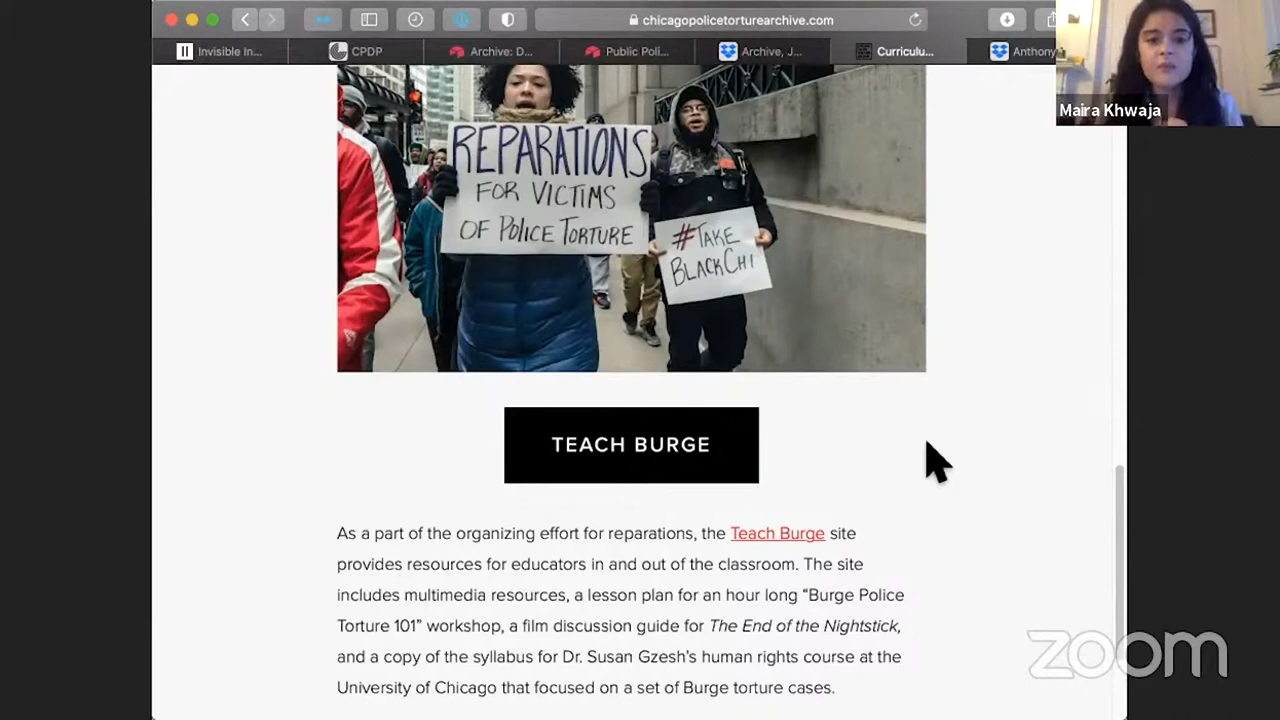 chicagopolicetorturearchive.com
Invisible In...
CPDP
Archive: D...
Public Poli...
Archive, J...
Curriculu...
Anthony
Maira Khwaja
REPARATIONS
FOR VICTIMS
OF POLICE TORTURE
#TAKE
BLACKCHI
TEACH BURGE
As a part of the organizing effort for reparations, the Teach Burge site
provides resources for educators in and out of the classroom. The site
includes multimedia resources, a lesson plan for an hour long “Burge Police
Torture 101” workshop, a film discussion guide for The End of the Nightstick,
and a copy of the syllabus for Dr. Susan Gzesh’s human rights course at the
University of Chicago that focused on a set of Burge torture cases.
zoom